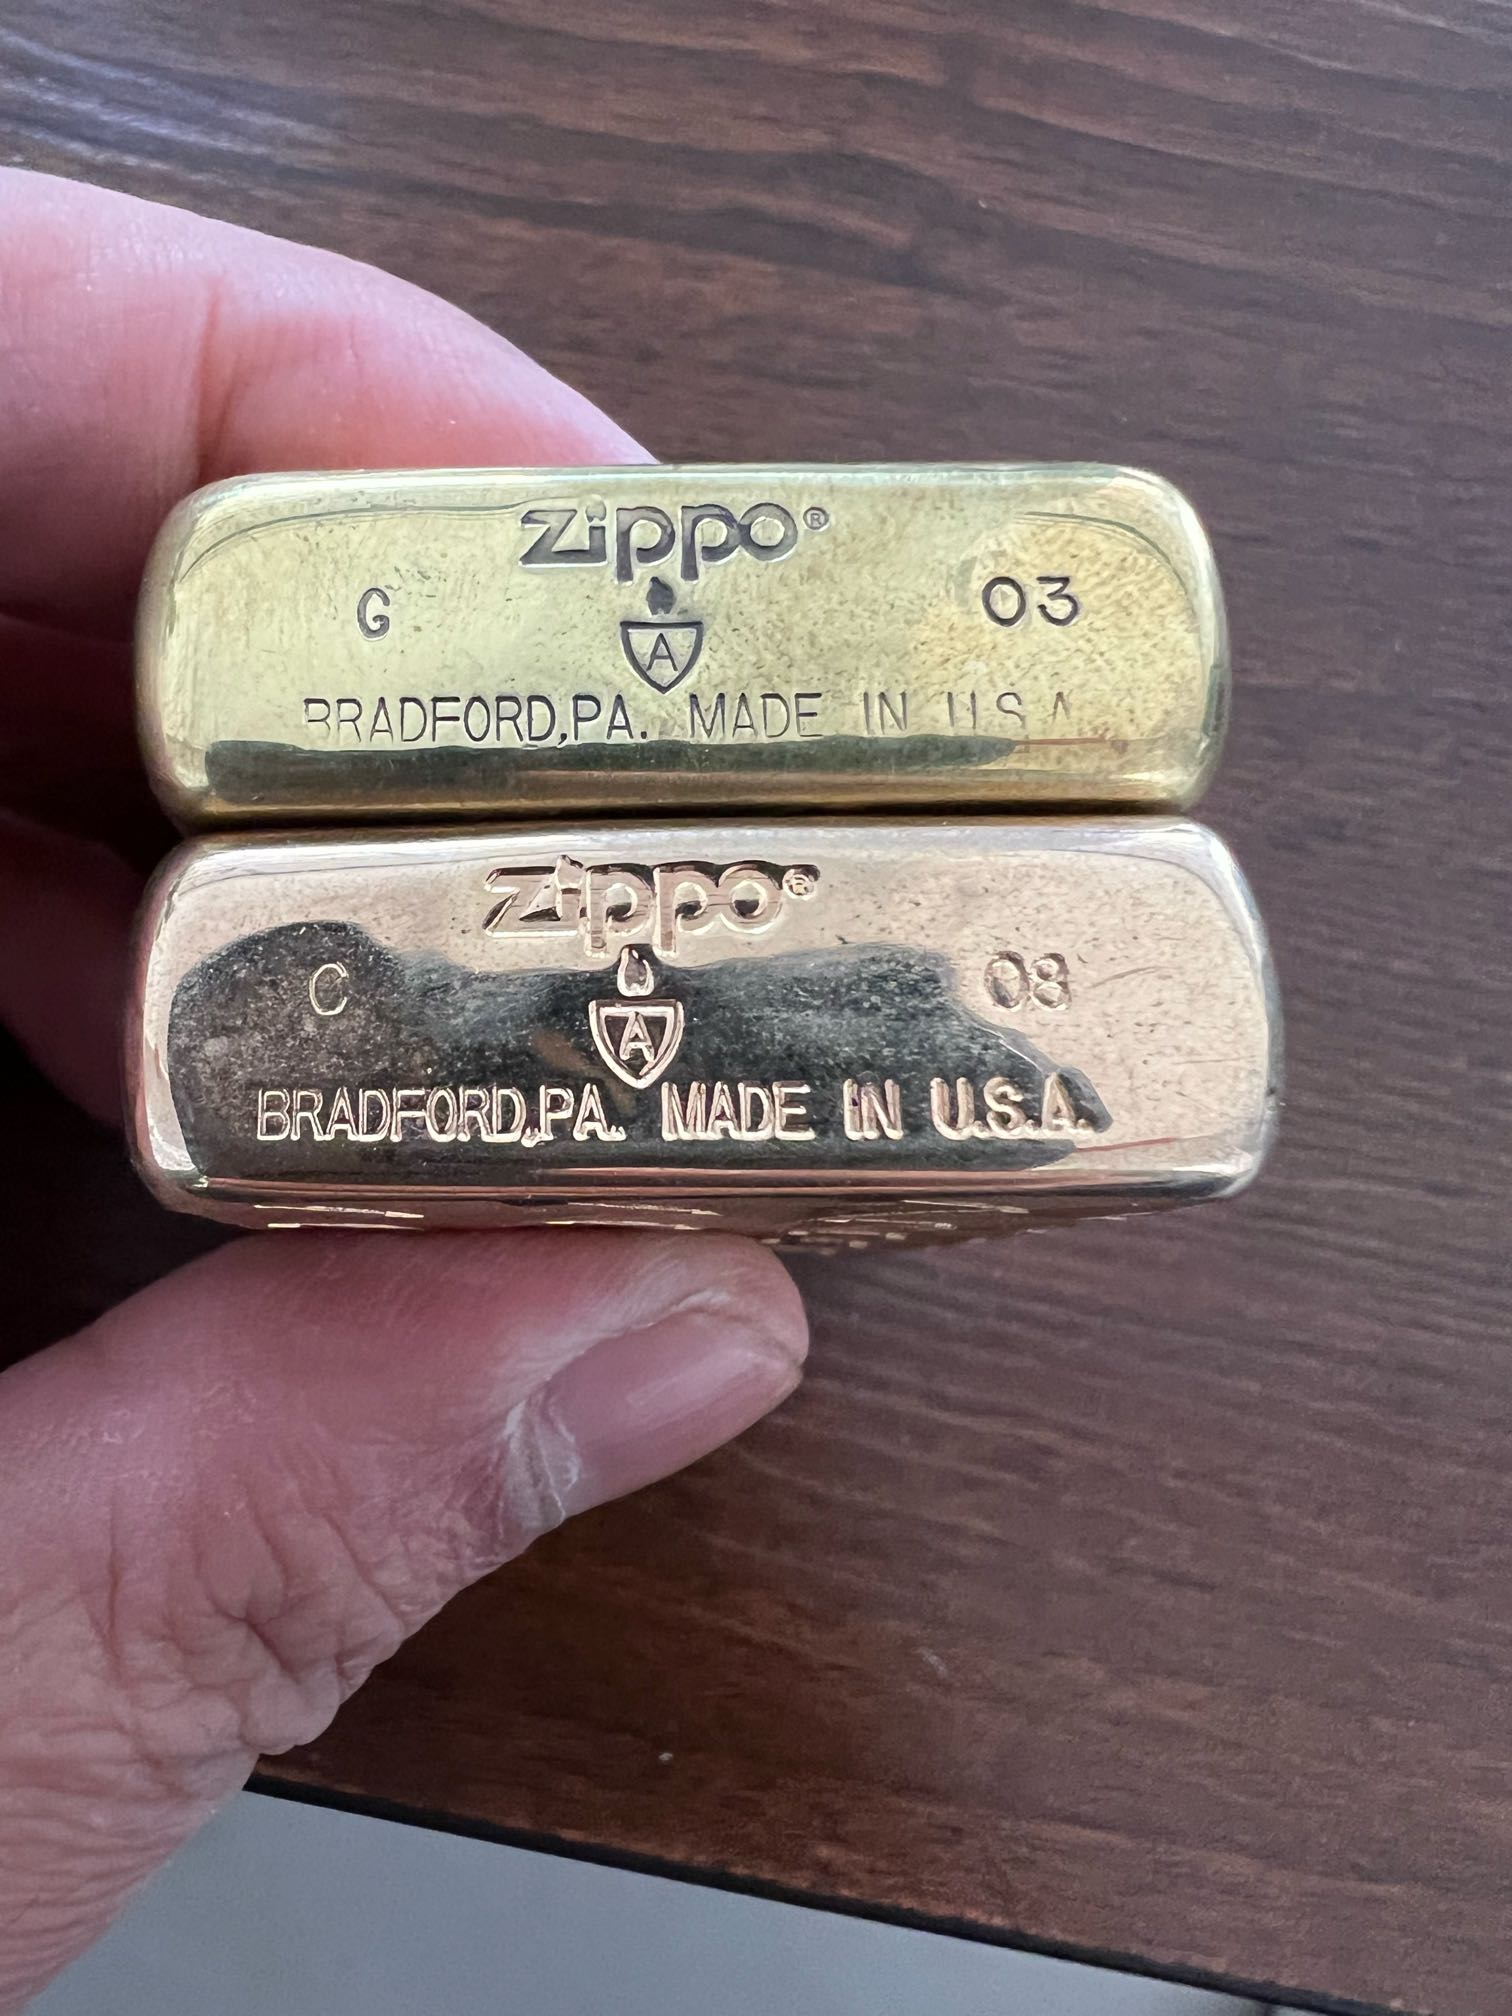 Zippo®
G 03
A
BRADFORD,PA. MADE IN U.S.A.
Zippo®
C 08
A
BRADFORD,PA. MADE IN U.S.A.